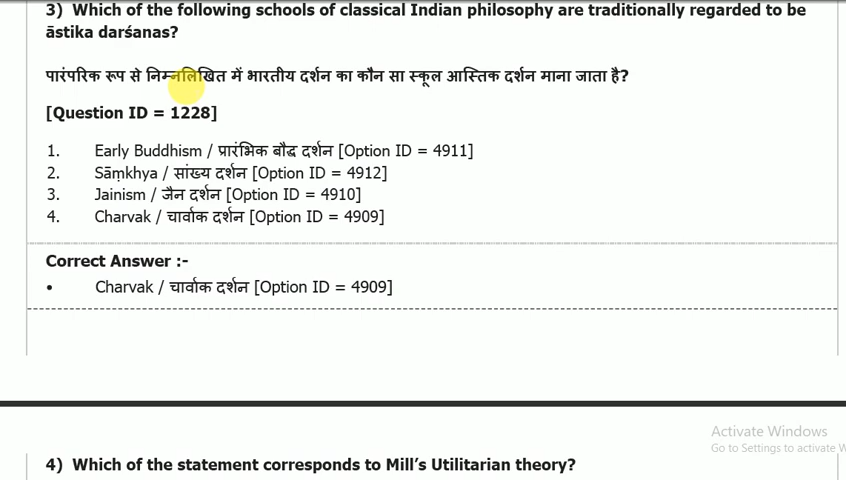 3) Which of the following schools of classical Indian philosophy are traditionally regarded to be
āstika darśanas?
पारंपरिक रूप से निम्नलिखित में भारतीय दर्शन का कौन सा स्कूल आस्तिक दर्शन माना जाता है?
[Question ID = 1228]
1. Early Buddhism / प्रारंभिक बौद्ध दर्शन [Option ID = 4911]
2. Sāṃkhya / सांख्य दर्शन [Option ID = 4912]
3. Jainism / जैन दर्शन [Option ID = 4910]
4. Charvak / चार्वाक दर्शन [Option ID = 4909]
Correct Answer :-
• Charvak / चार्वाक दर्शन [Option ID = 4909]
Activate Windows
Go to Settings to activate W
4) Which of the statement corresponds to Mill’s Utilitarian theory?